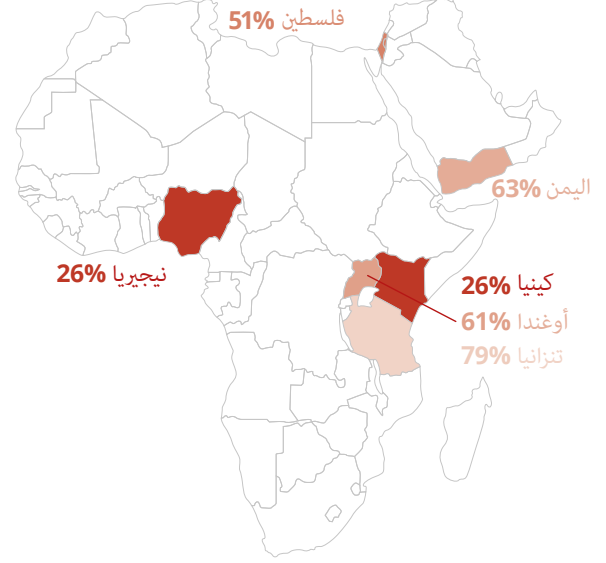 فلسطين 51%
اليمن 63%
نيجيريا 26%
كينيا 26%
أوغندا 61%
تنزانيا 79%